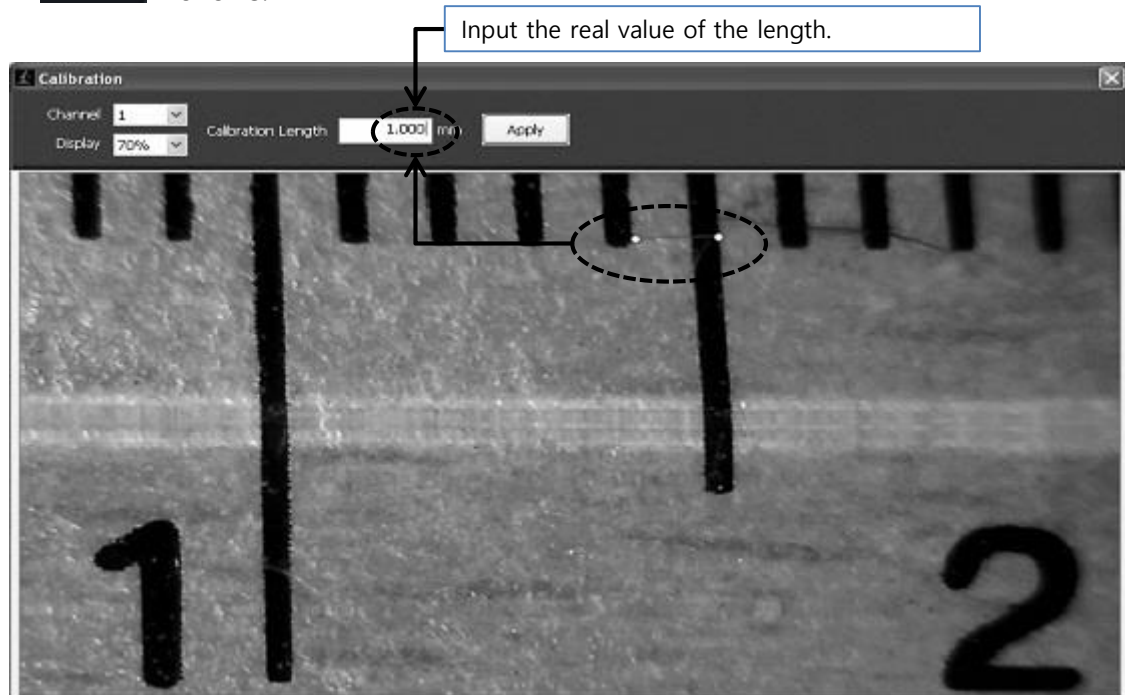 Input the real value of the length.
Calibration
Channel 1
Calibration Length 1.000 mm Apply
Display 70%
1 2